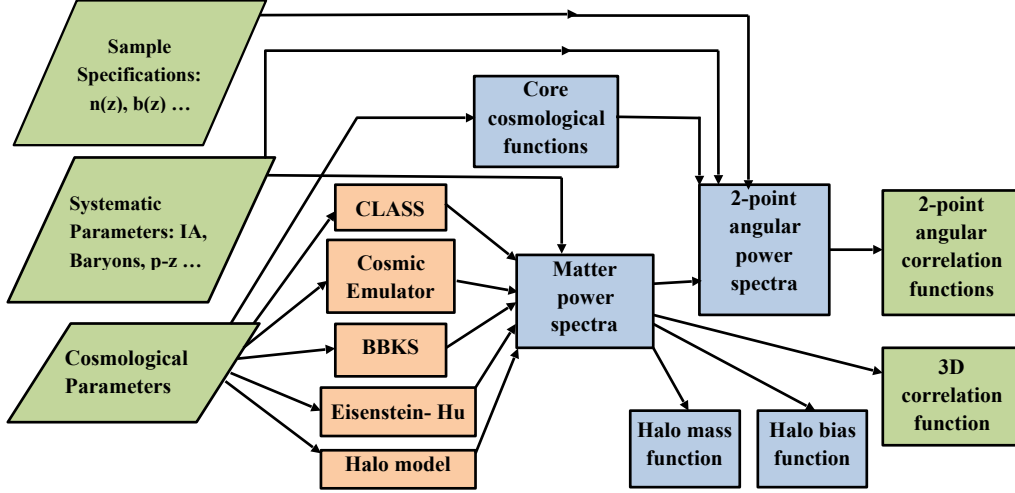 Sample
Specifications:
n(z), b(z) ...
Systematic
Parameters: IA,
Baryons, p-z ...
Cosmological
Parameters
CLASS
Cosmic
Emulator
BBKS
Eisenstein- Hu
Halo model
Core
cosmological
functions
Matter
power
spectra
2-point
angular
power
spectra
2-point
angular
correlation
functions
3D
correlation
function
Halo mass
function
Halo bias
function